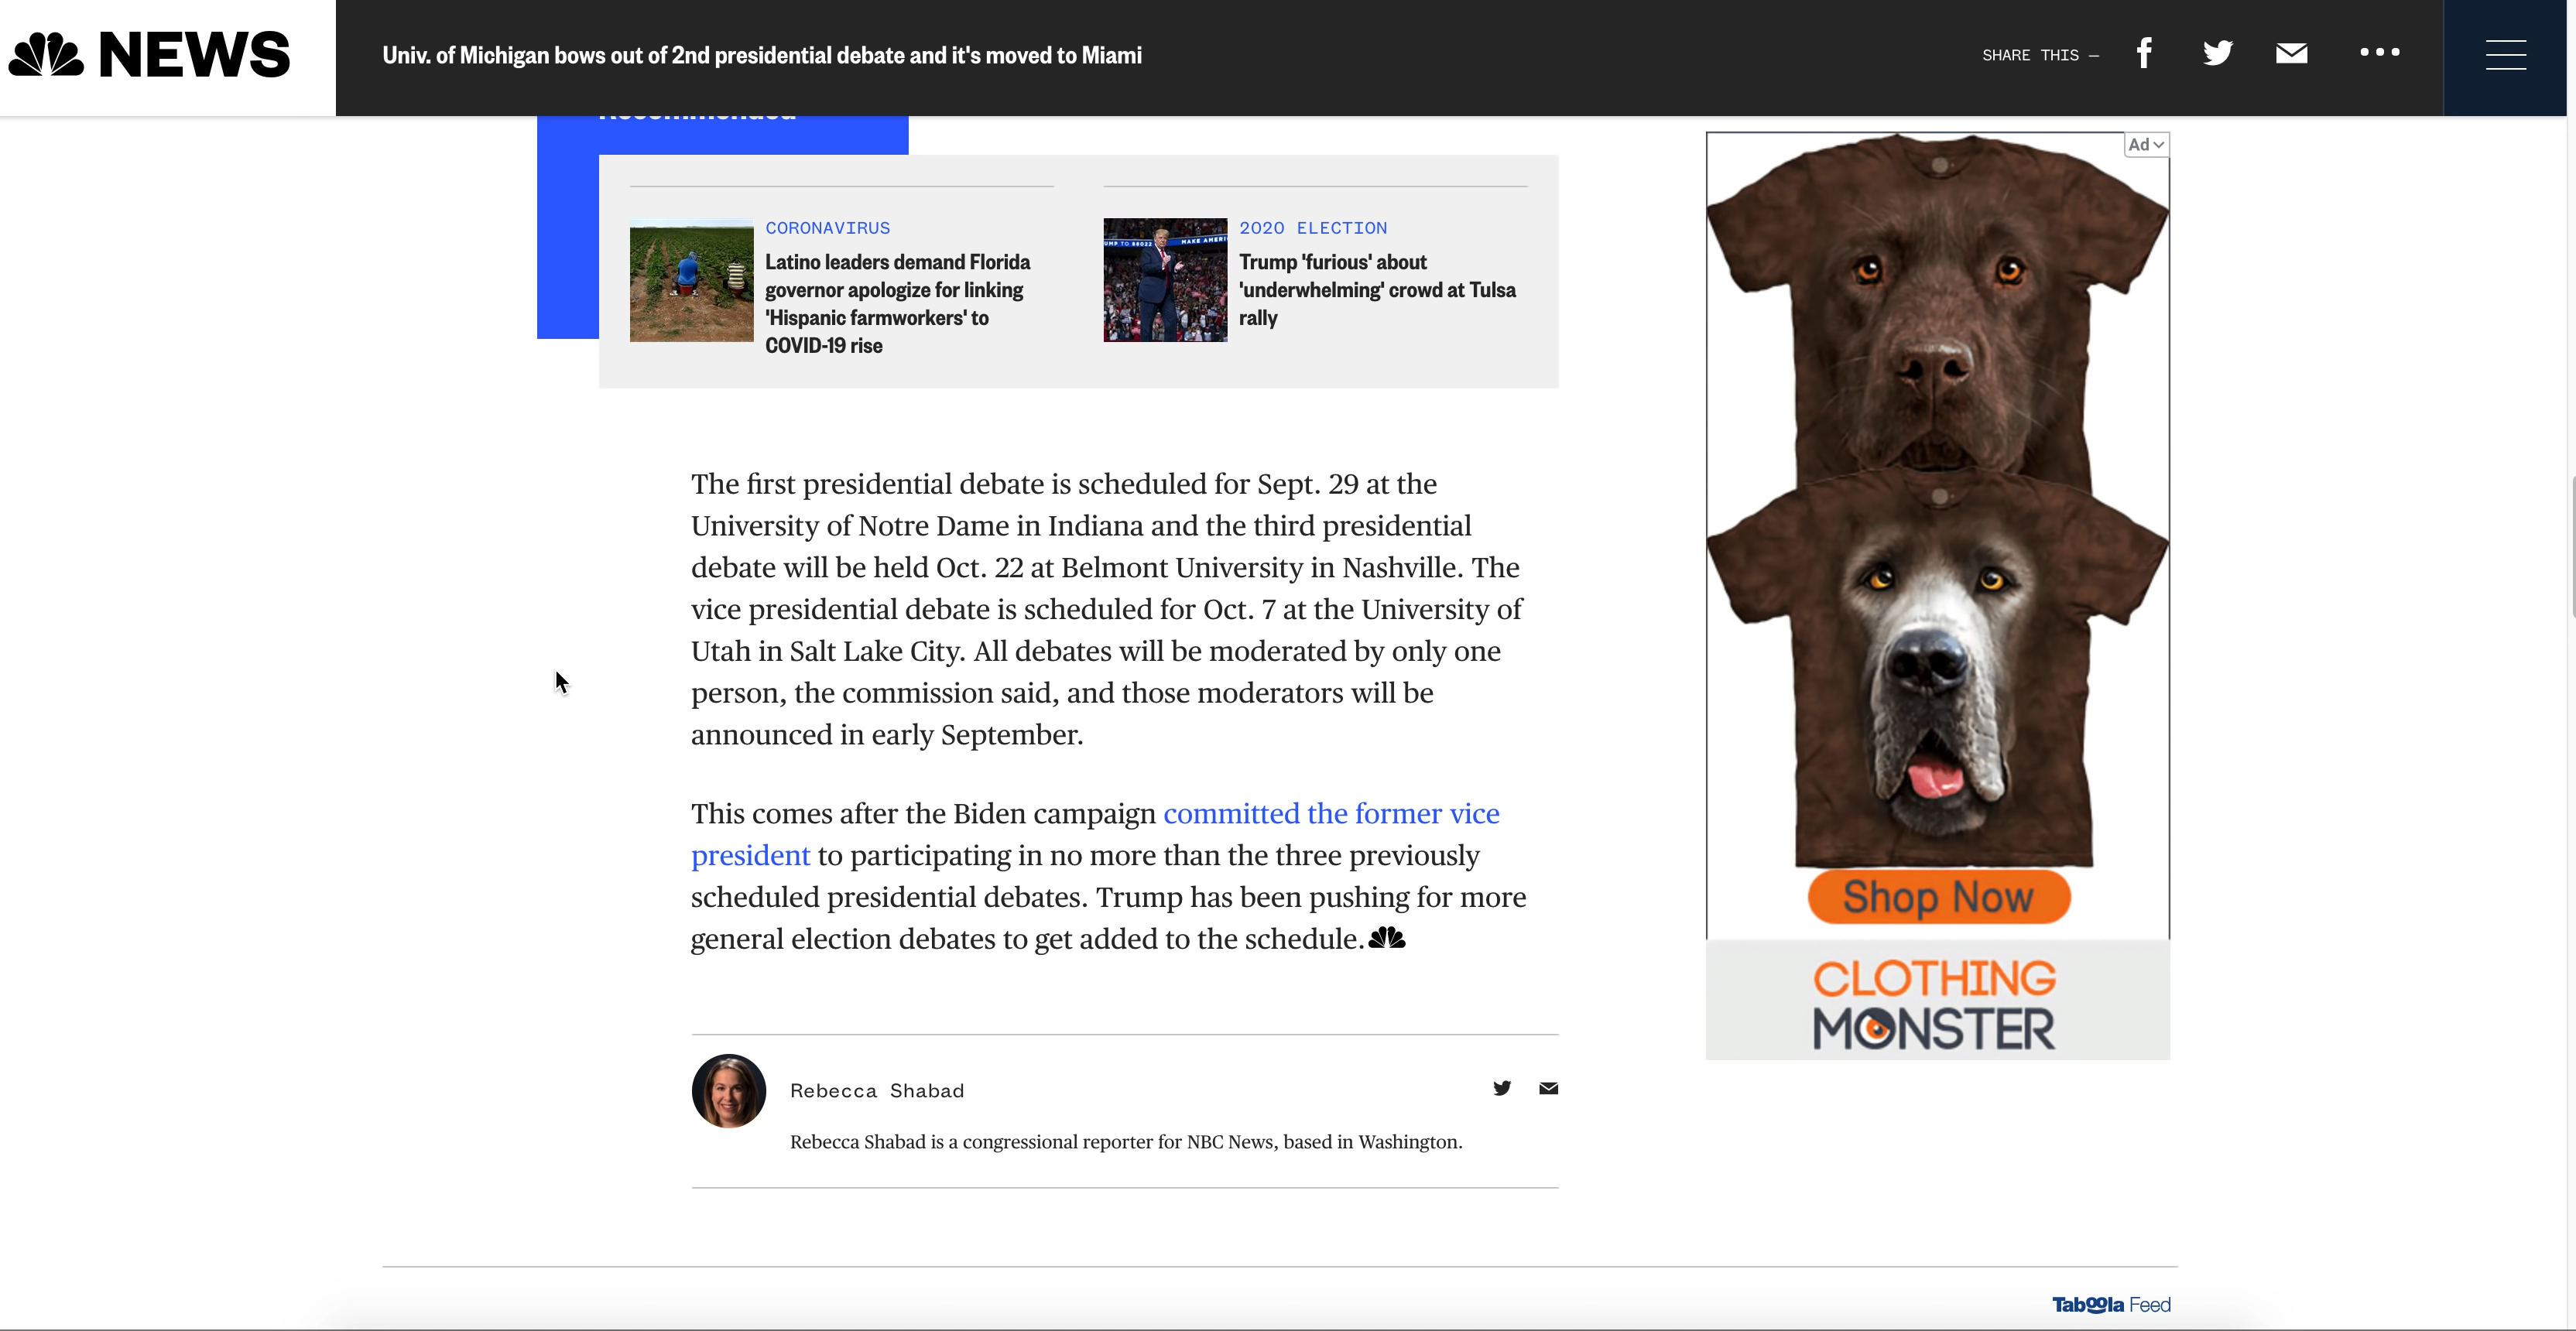 NEWS
Univ. of Michigan bows out of 2nd presidential debate and it's moved to Miami
SHARE THIS —
Recommended
CORONAVIRUS
Latino leaders demand Florida
governor apologize for linking
'Hispanic farmworkers' to
COVID-19 rise
UMP TO 88022
MAKE AMERI
2020 ELECTION
Trump 'furious' about
'underwhelming' crowd at Tulsa
rally
The first presidential debate is scheduled for Sept. 29 at the
University of Notre Dame in Indiana and the third presidential
debate will be held Oct. 22 at Belmont University in Nashville. The
vice presidential debate is scheduled for Oct. 7 at the University of
Utah in Salt Lake City. All debates will be moderated by only one
person, the commission said, and those moderators will be
announced in early September.
This comes after the Biden campaign committed the former vice
president to participating in no more than the three previously
scheduled presidential debates. Trump has been pushing for more
general election debates to get added to the schedule.
Rebecca Shabad
Rebecca Shabad is a congressional reporter for NBC News, based in Washington.
Ad
Shop Now
CLOTHING
MONSTER
Taboola Feed